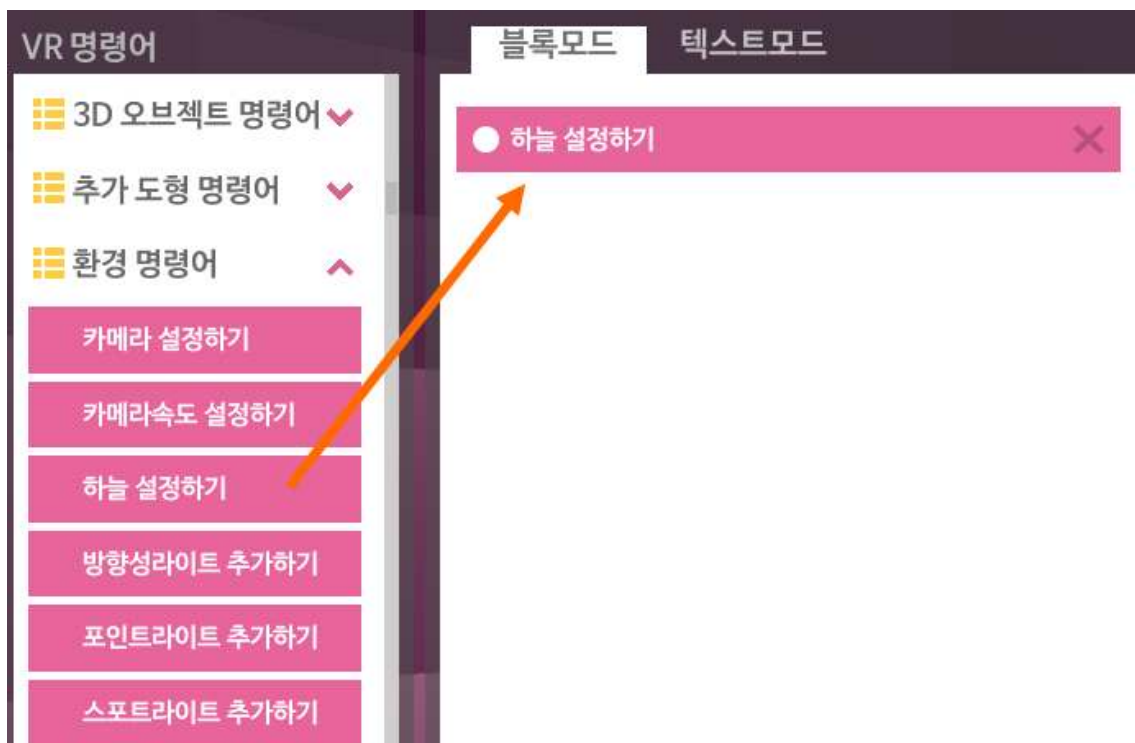 VR 명령어
3D 오브젝트 명령어
추가 도형 명령어
환경 명령어
카메라 설정하기
카메라속도 설정하기
하늘 설정하기
방향성라이트 추가하기
포인트라이트 추가하기
스포트라이트 추가하기
블록모드 텍스트모드
하늘 설정하기